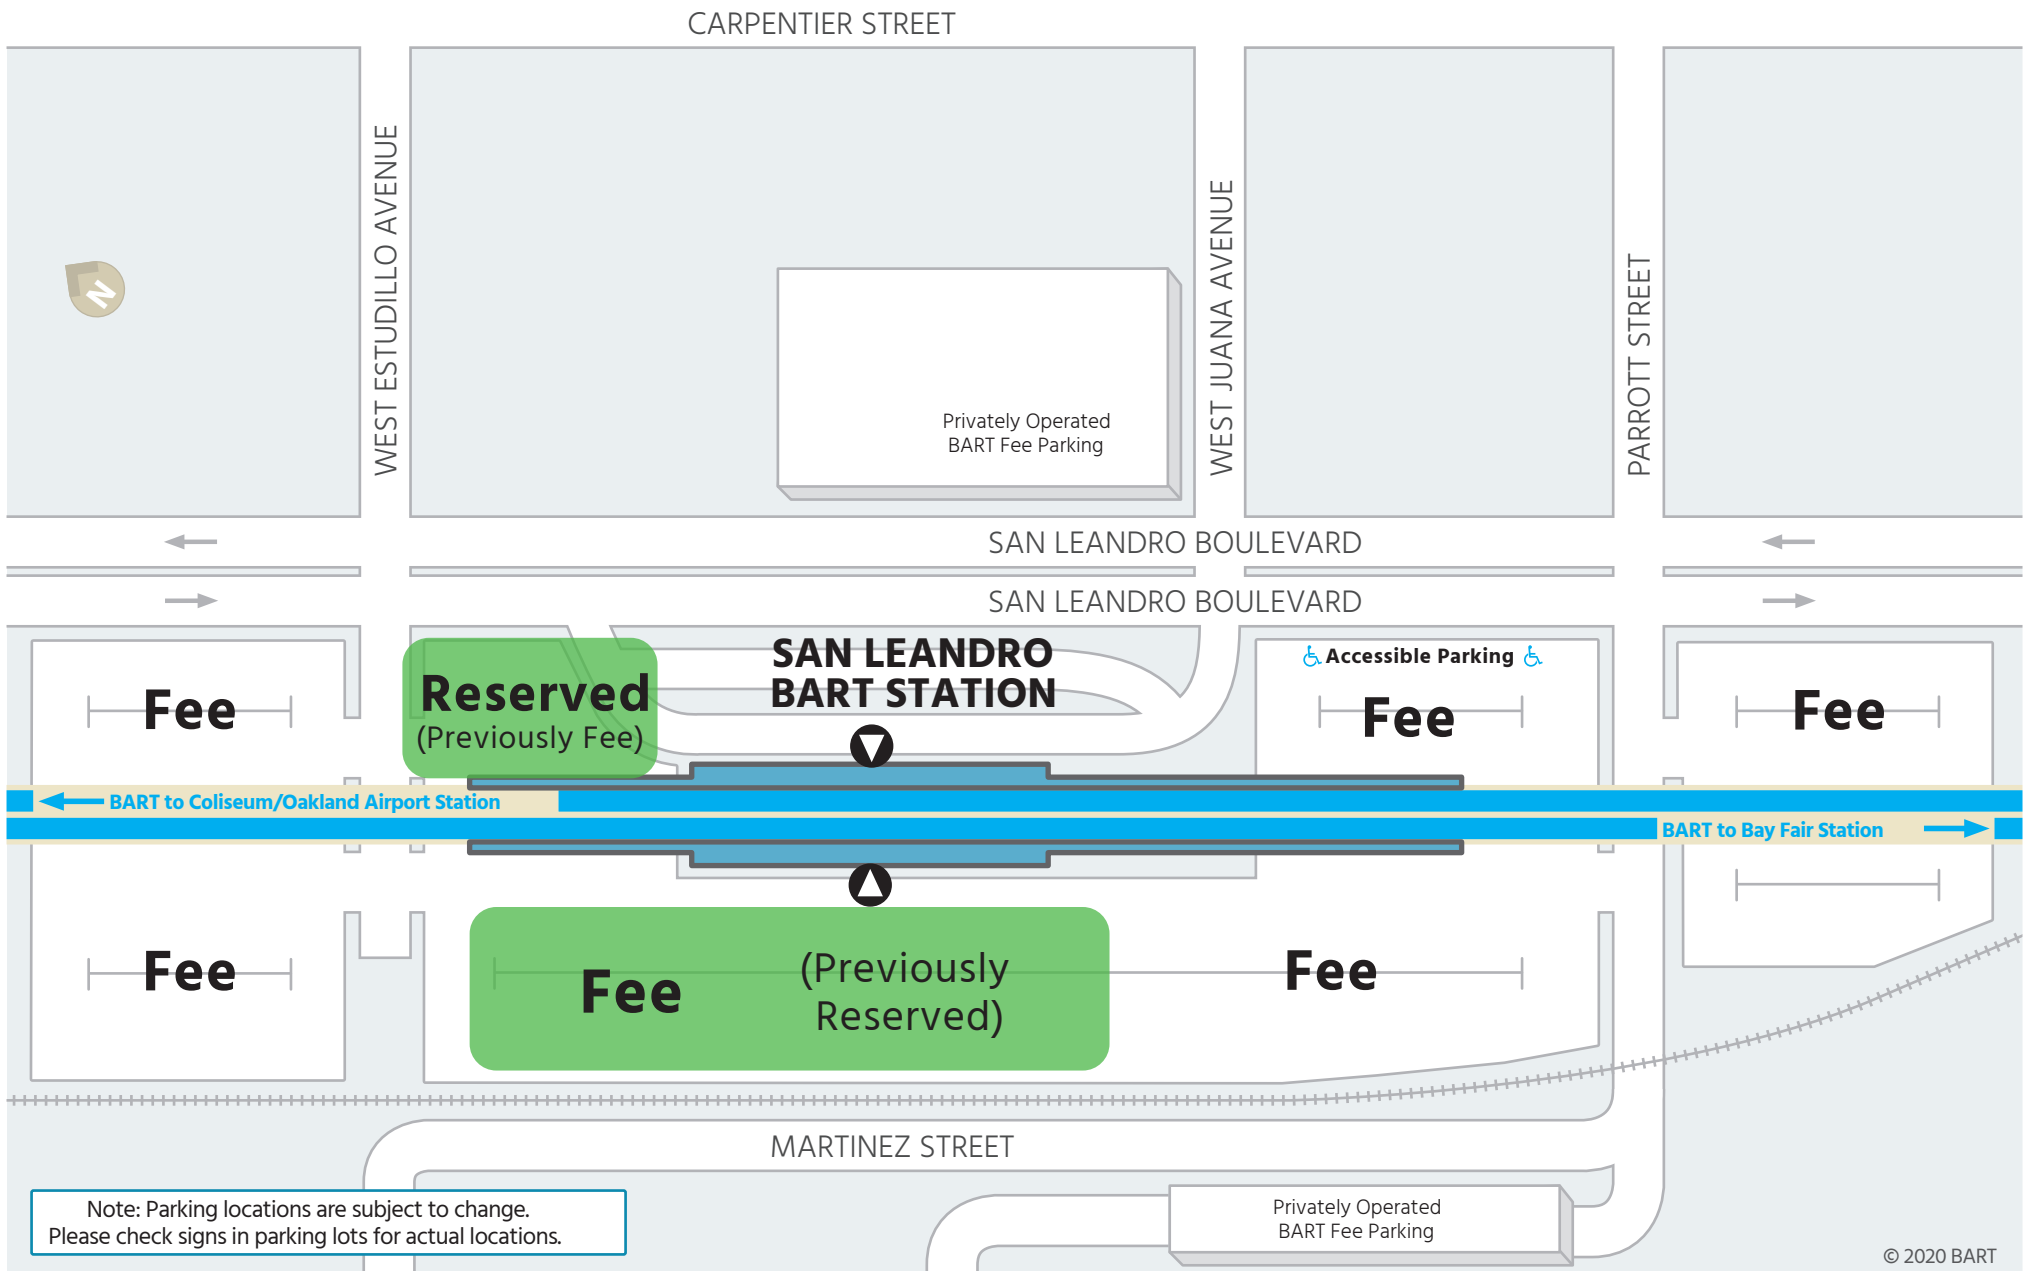 CARPENTIER STREET
WEST ESTUDILLO AVENUE
WEST JUANA AVENUE
PARROTT STREET
N
Privately Operated
BART Fee Parking
SAN LEANDRO BOULEVARD
SAN LEANDRO BOULEVARD
SAN LEANDRO
BART STATION
Accessible Parking
Fee
Reserved
(Previously Fee)
Fee
Fee
BART to Coliseum/Oakland Airport Station
BART to Bay Fair Station
Fee
Fee
(Previously
Reserved)
Fee
MARTINEZ STREET
Note: Parking locations are subject to change.
Please check signs in parking lots for actual locations.
Privately Operated
BART Fee Parking
© 2020 BART